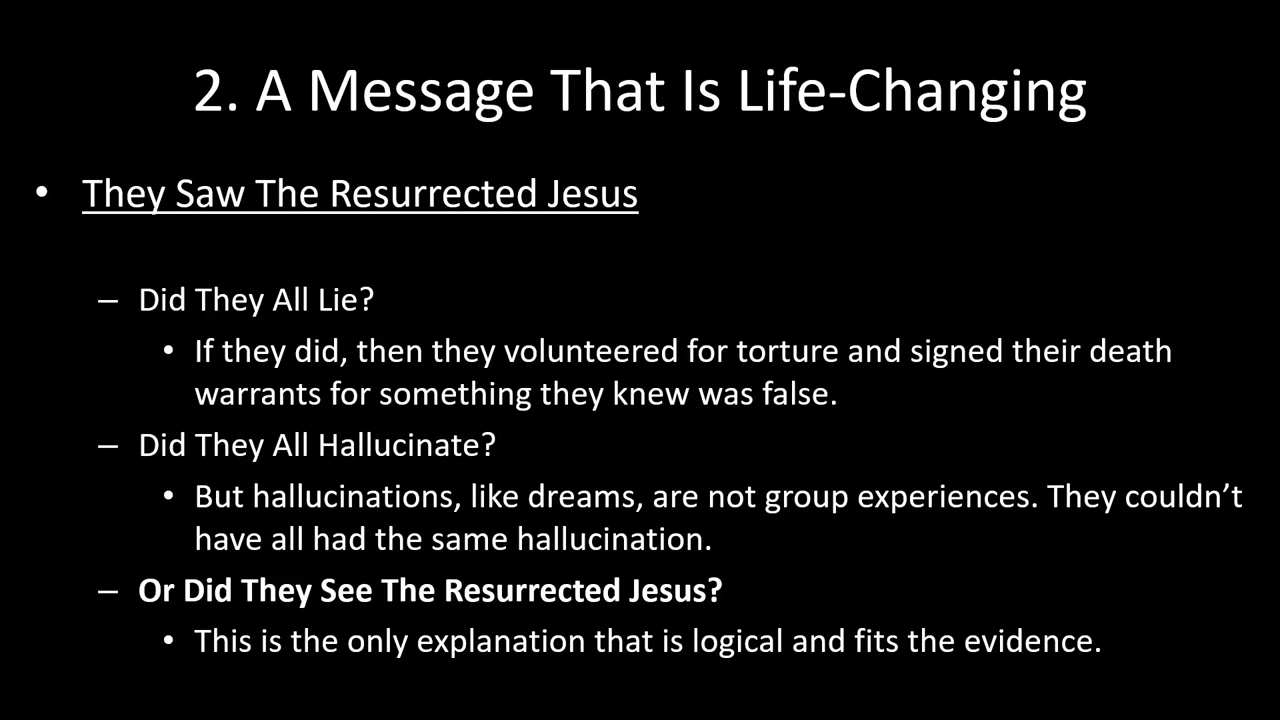 2. A Message That Is Life-Changing
• They Saw The Resurrected Jesus
– Did They All Lie?
• If they did, then they volunteered for torture and signed their death
warrants for something they knew was false.
– Did They All Hallucinate?
• But hallucinations, like dreams, are not group experiences. They couldn’t
have all had the same hallucination.
– Or Did They See The Resurrected Jesus?
• This is the only explanation that is logical and fits the evidence.